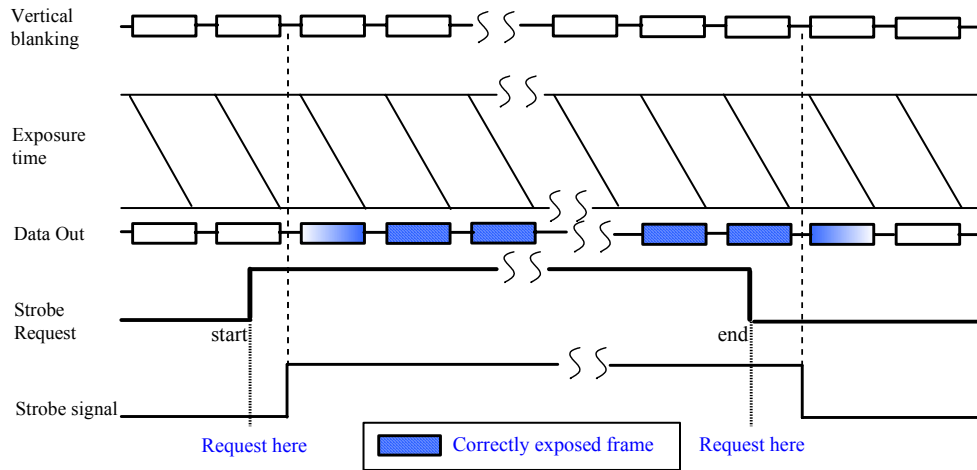 Vertical
blanking
Exposure
time
Data Out
Strobe
Request
start
end
Strobe signal
Request here
Request here
Correctly exposed frame